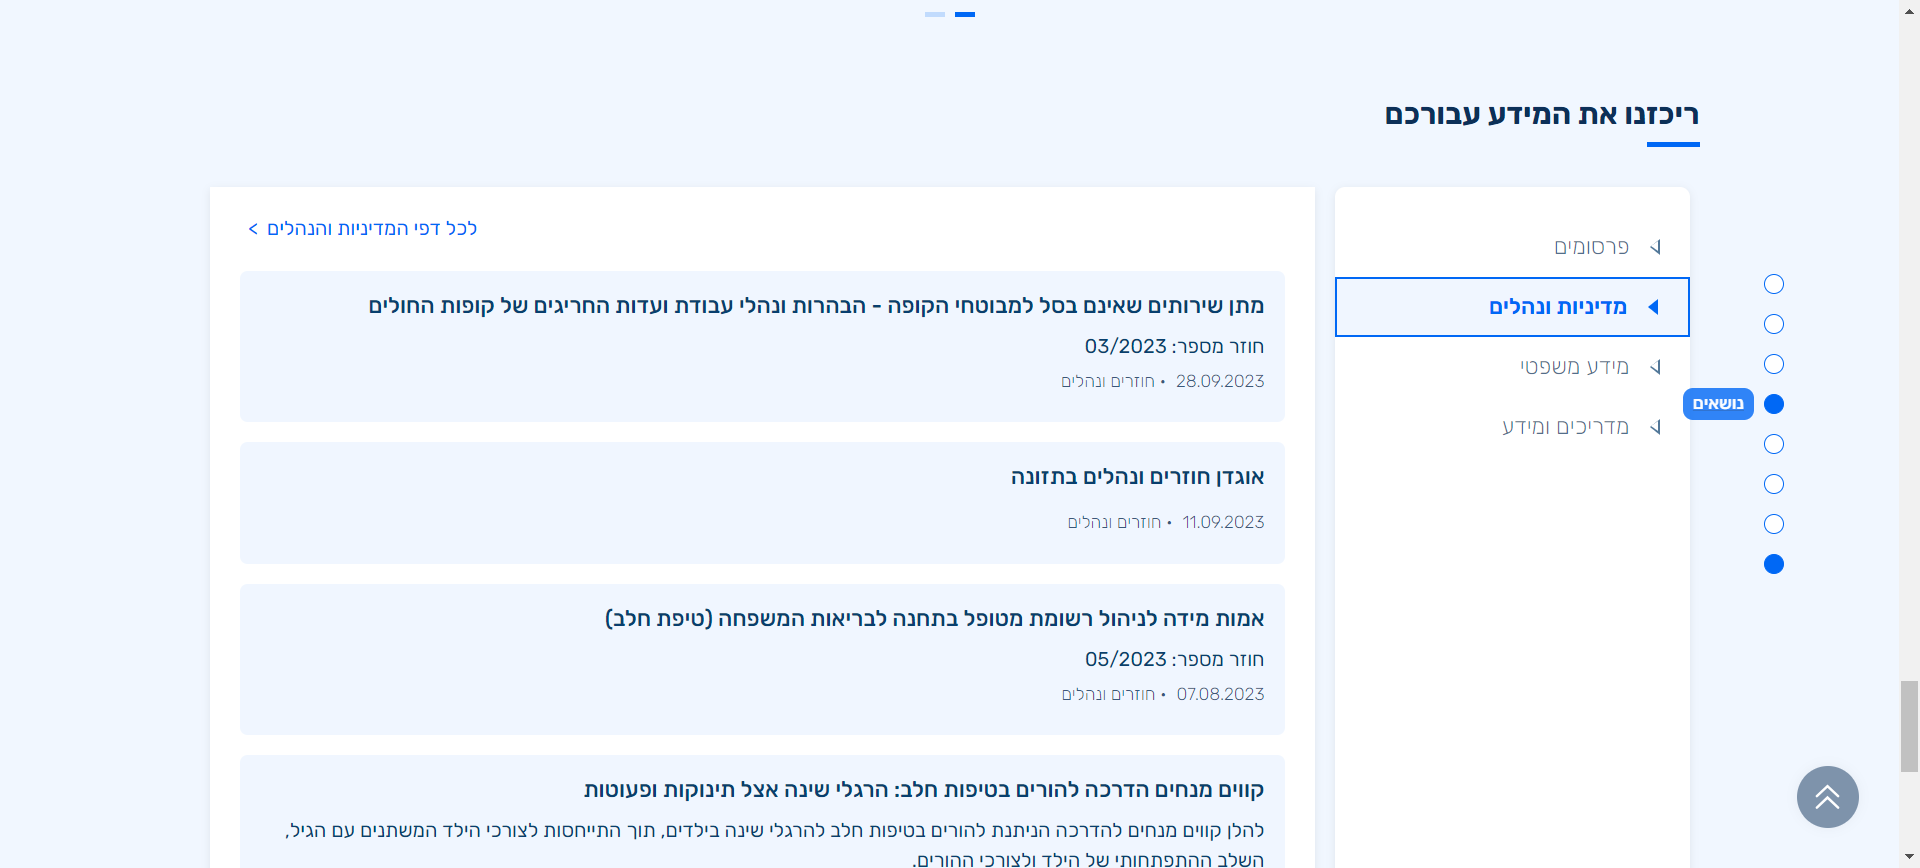 ריכזנו את המידע עבורכם
פרסומים
מדיניות ונהלים
מידע משפטי
מדריכים ומידע
נושאים
לכל דפי המדיניות והנהלים >
מתן שירותים שאינם בסל למבוטחי הקופה - הבהרות ונהלי עבודת ועדות החריגים של קופות החולים
חוזר מספר: 03/2023
28.09.2023 • חוזרים ונהלים
אוגדן חוזרים ונהלים בתזונה
11.09.2023 • חוזרים ונהלים
אמות מידה לניהול רשומת מטופל בתחנה לבריאות המשפחה (טיפת חלב)
חוזר מספר: 05/2023
07.08.2023 • חוזרים ונהלים
קווים מנחים הדרכה להורים בטיפות חלב: הרגלי שינה אצל תינוקות ופעוטות
להלן קווים מנחים להדרכה הניתנת להורים בטיפות חלב להרגלי שינה בילדים, תוך התייחסות לצורכי הילד המשתנים עם הגיל,
השלב ההתפתחותי של הילד ולצורכי ההורים.